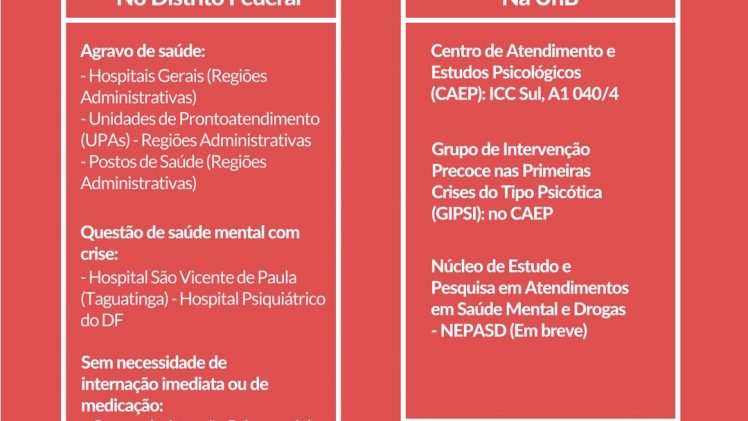 No Distrito Federal
Agravo de saúde:
- Hospitais Gerais (Regiões
Administrativas)
- Unidades de Prontoatendimento
(UPAs) - Regiões Administrativas
- Postos de Saúde (Regiões
Administrativas)
Questão de saúde mental com
crise:
- Hospital São Vicente de Paula
(Taguatinga) - Hospital Psiquiátrico
do DF
Sem necessidade de
internação imediata ou de
medicação:
Na UnB
Centro de Atendimento e
Estudos Psicológicos
(CAEP): ICC Sul, A1 040/4
Grupo de Intervenção
Precoce nas Primeiras
Crises do Tipo Psicótica
(GIPSI): no CAEP
Núcleo de Estudo e
Pesquisa em Atendimentos
em Saúde Mental e Drogas
- NEPASD (Em breve)